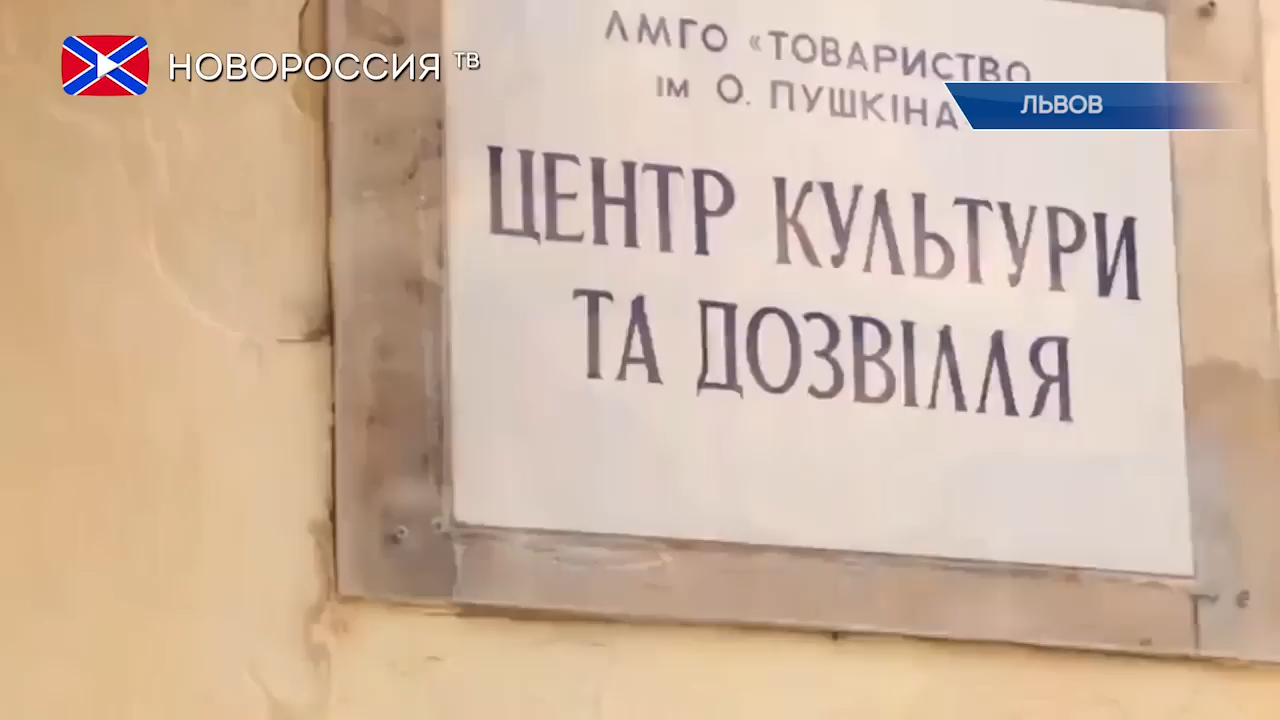 НОВОРОССИЯ ТВ
ЛМГО «ТОВАРИСТВО
ім О. ПУШКІНА
ЛЬВОВ
ЦЕНТР КУЛЬТУРИ
ТА ДОЗВІЛЛЯ